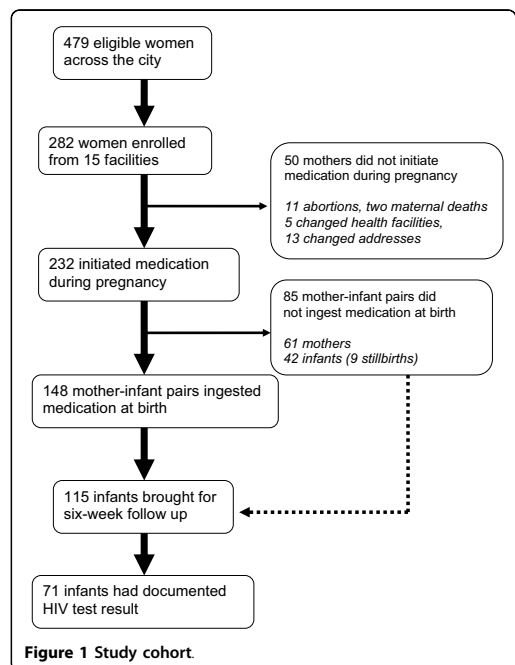 479 eligible women
across the city
282 women enrolled
from 15 facilities
50 mothers did not initiate
medication during pregnancy
11 abortions, two maternal deaths
5 changed health facilities,
13 changed addresses
232 initiated medication
during pregnancy
85 mother-infant pairs did
not ingest medication at birth
61 mothers
42 infants (9 stillbirths)
148 mother-infant pairs ingested
medication at birth
115 infants brought for
six-week follow up
71 infants had documented
HIV test result
Figure 1 Study cohort.